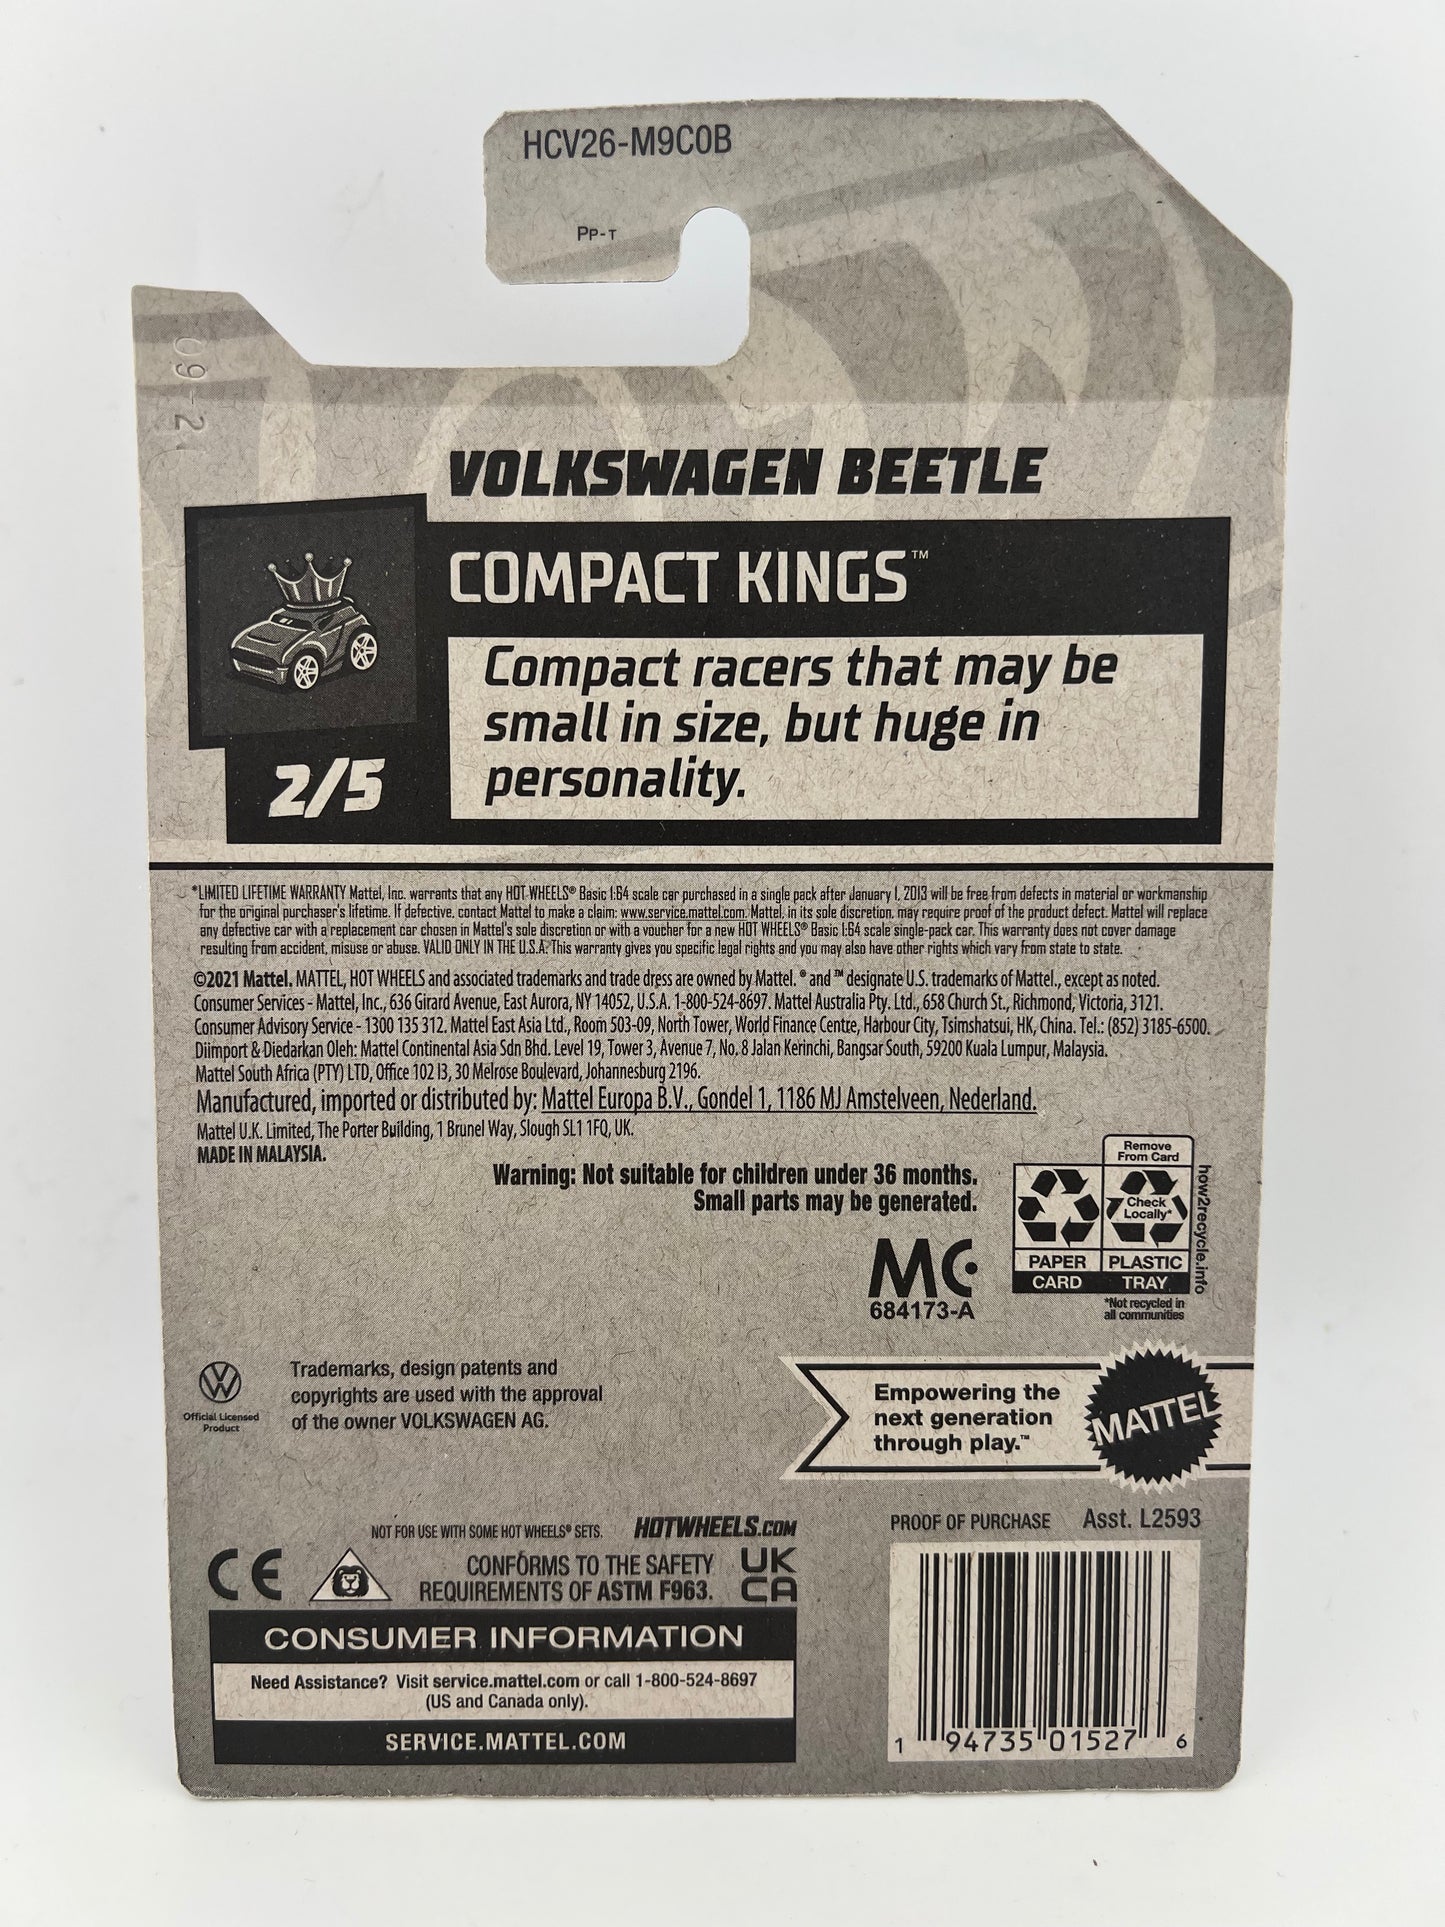 HCV26-M9C0B
PP-T
09-2
VOLKSWAGEN BEETLE
COMPACT KINGS™
Compact racers that may be
small in size, but huge in
personality.
2/5
*LIMITED LIFETIME WARRANTY Mattel, Inc. warrants that any HOT WHEELS® Basic 1:64 scale car purchased in a single pack after January 1, 2013 will be free from defects in material or workmanship
for the original purchaser's lifetime. If defective, contact Mattel to make a claim: www.service.mattel.com. Mattel, in its sole discretion, may require proof of the product defect. Mattel will replace
any defective car with a replacement car chosen in Mattel's sole discretion or with a voucher for a new HOT WHEELS® Basic 1:64 scale single-pack car. This warranty does not cover damage
resulting from accident, misuse or abuse. VALID ONLY IN THE U.S.A. This warranty gives you specific legal rights and you may also have other rights which vary from state to state.
©2021 Mattel. MATTEL, HOT WHEELS and associated trademarks and trade dress are owned by Mattel. ® and ™ designate U.S. trademarks of Mattel., except as noted.
Consumer Services - Mattel, Inc., 636 Girard Avenue, East Aurora, NY 14052, U.S.A. 1-800-524-8697. Mattel Australia Pty. Ltd., 658 Church St., Richmond, Victoria, 3121.
Consumer Advisory Service - 1300 135 312. Mattel East Asia Ltd., Room 503-09, North Tower, World Finance Centre, Harbour City, Tsimshatsui, HK, China. Tel.: (852) 3185-6500.
Diimport & Diedarkan Oleh: Mattel Continental Asia Sdn Bhd. Level 19, Tower 3, Avenue 7, No. 8 Jalan Kerinchi, Bangsar South, 59200 Kuala Lumpur, Malaysia.
Mattel South Africa (PTY) LTD, Office 102 I3, 30 Melrose Boulevard, Johannesburg 2196.
Manufactured, imported or distributed by: Mattel Europa B.V., Gondel 1, 1186 MJ Amstelveen, Nederland.
Mattel U.K. Limited, The Porter Building, 1 Brunel Way, Slough SL1 1FQ, UK.
MADE IN MALAYSIA.
Warning: Not suitable for children under 36 months.
Small parts may be generated.
Remove
From Card
Check
Locally*
PAPER
CARD
PLASTIC
TRAY
*Not recycled in
all communities
how2recycle.info
MC
684173-A
Official Licensed
Product
Trademarks, design patents and
copyrights are used with the approval
of the owner VOLKSWAGEN AG.
Empowering the
next generation
through play.™
MATTEL
NOT FOR USE WITH SOME HOT WHEELS® SETS.
HOTWHEELS.COM
CE
CONFORMS TO THE SAFETY
REQUIREMENTS OF ASTM F963.
UK
CA
CONSUMER INFORMATION
Need Assistance? Visit service.mattel.com or call 1-800-524-8697
(US and Canada only).
SERVICE.MATTEL.COM
PROOF OF PURCHASE
Asst. L2593
1 94735 01527 6